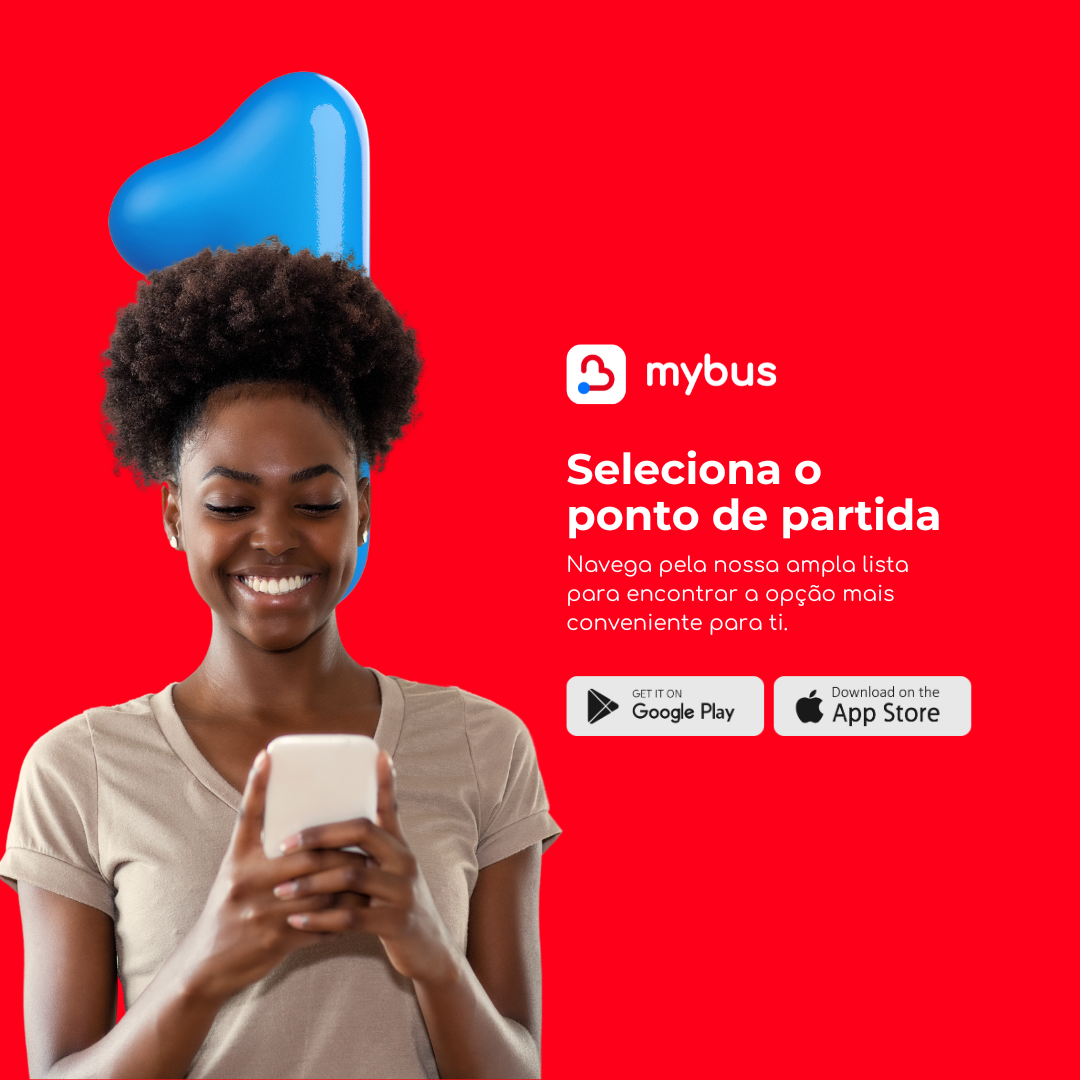 mybus
Seleciona o
ponto de partida
Navega pela nossa ampla lista
para encontrar a opção mais
conveniente para ti.
GET IT ON
Google Play
Download on the
App Store